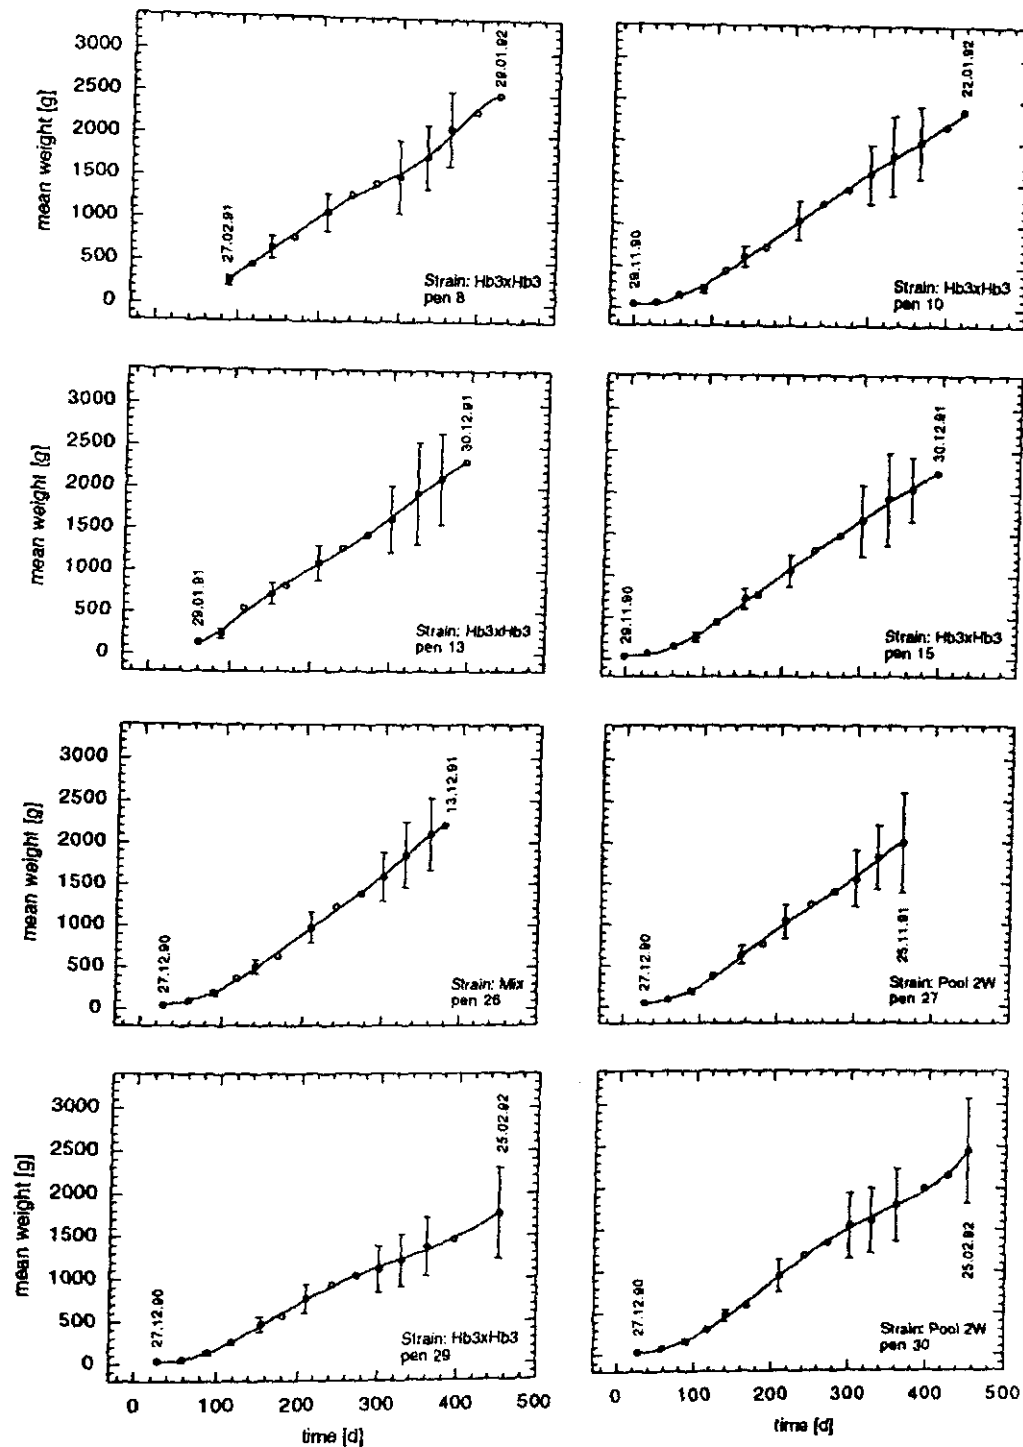 3000
2500
2000
1500
1000
500
0
mean weight [g]
27.02.91
29.01.92
Strain: Hb3xHb3
pen 8
29.11.90
22.01.92
Strain: Hb3xHb3
pen 10
3000
2500
2000
1500
1000
500
0
mean weight [g]
29.01.91
30.12.91
Strain: Hb3xHb3
pen 13
29.11.90
30.12.91
Strain: Hb3xHb3
pen 15
3000
2500
2000
1500
1000
500
0
mean weight [g]
27.12.90
13.12.91
Strain: Mix
pen 26
27.12.90
25.11.91
Strain: Pool 2W
pen 27
3000
2500
2000
1500
1000
500
0
mean weight [g]
27.12.90
25.02.92
Strain: Hb3xHb3
pen 29
0 100 200 300 400 500
time [d]
27.12.90
25.02.92
Strain: Pool 2W
pen 30
0 100 200 300 400 500
time [d]